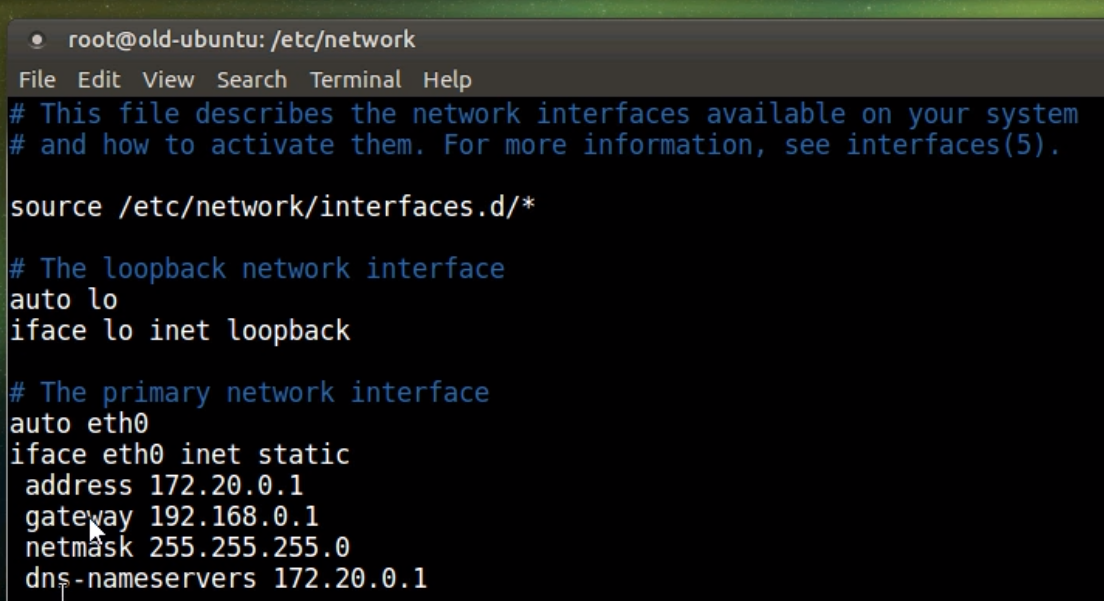 root@old-ubuntu: /etc/network
File Edit View Search Terminal Help
# This file describes the network interfaces available on your system
# and how to activate them. For more information, see interfaces(5).
source /etc/network/interfaces.d/*
# The loopback network interface
auto lo
iface lo inet loopback
# The primary network interface
auto eth0
iface eth0 inet static
address 172.20.0.1
gateway 192.168.0.1
netmask 255.255.255.0
dns-nameservers 172.20.0.1